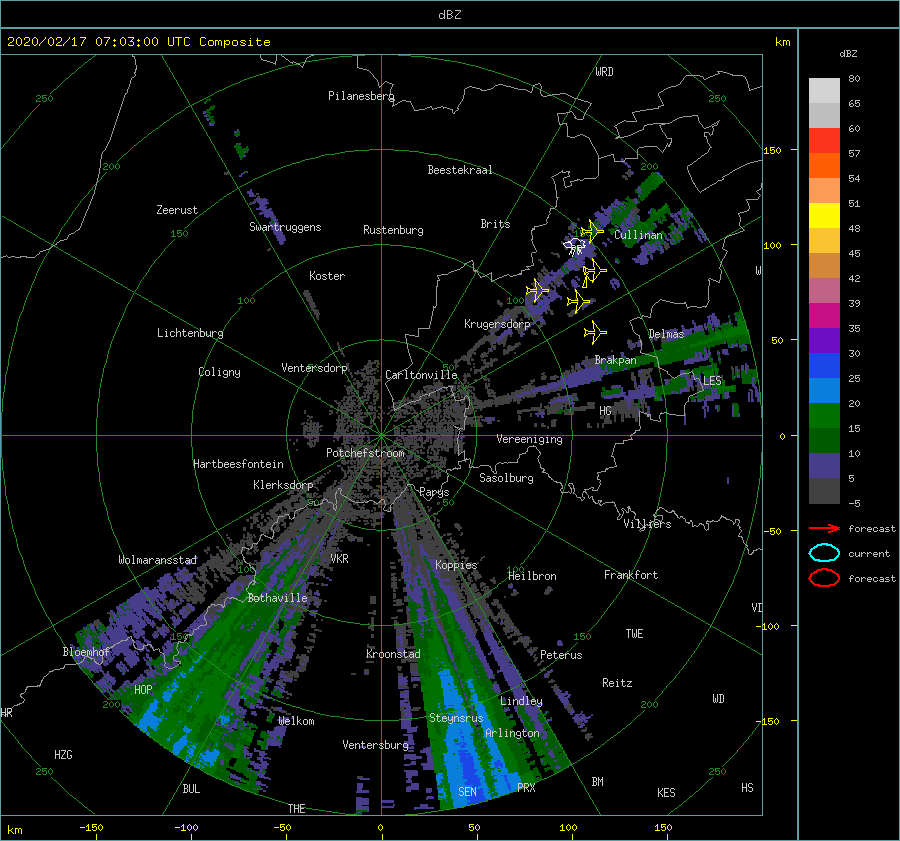 dBZ
2020/02/17 07:03:00 UTC Composite
km
dBZ
WRD
80
250
Pilanesberg
250
65
60
150
57
200
Beestekraal
200
54
Zeerust
51
Swartruggens
Rustenburg
Brits
150
Cullinan
48
100
W
45
Koster
42
100
100
39
Krugersdorp
35
Lichtenburg
Delmas
50
30
Ventersdorp
Brakpan
Coligny
Carltonville
LES
25
HG
20
Vereeniging
0
15
Potchefstroom
Hartbeesfontein
10
Klerksdorp
Sasolburg
5
Parys
50
50
-5
Villiers
forecast
-50
VKR
current
Wolmaransstad
Koppies
100
100
Heilbron
Frankfort
forecast
Bothaville
VI
-100
150
150
TWE
Bloemhof
Kroonstad
Peterus
HOP
Reitz
200
Lindley
200
WD
HR
Welkom
Steynsrus
-150
Arlington
HZG
Ventersburg
250
250
BUL
SEN
PRX
BM
KES
HS
THE
km
-150
-100
-50
0
50
100
150